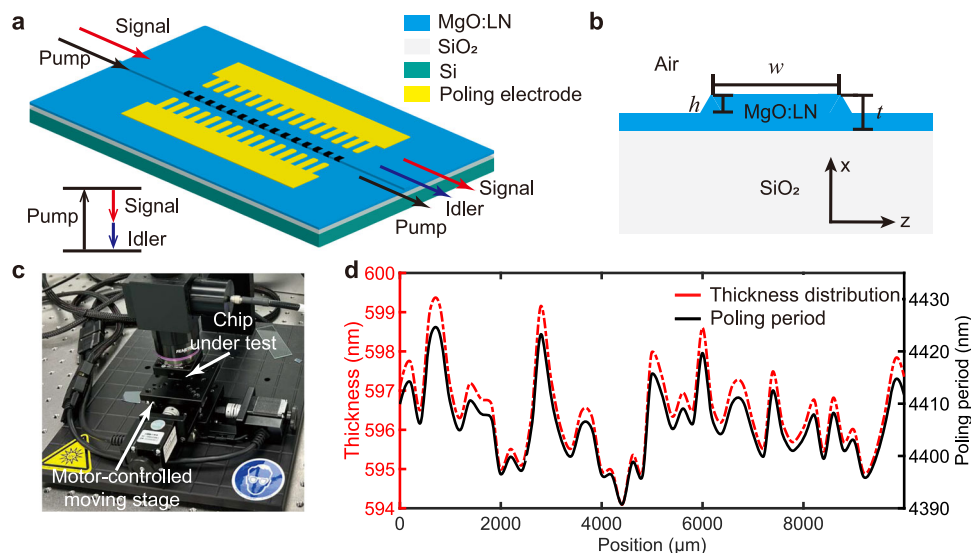 a
Signal
Pump
MgO:LN
SiO₂
Si
Poling electrode
Signal
Idler
Pump
Pump
Signal
Idler
b
Air
w
h
MgO:LN
t
SiO₂
x
z
c
Chip
under test
Motor-controlled
moving stage
d
Thickness distribution
Poling period
Thickness (nm)
600
599
598
597
596
595
594
4430
4420
4410
4400
4390
Poling period (nm)
0
2000
4000
6000
8000
Position (μm)